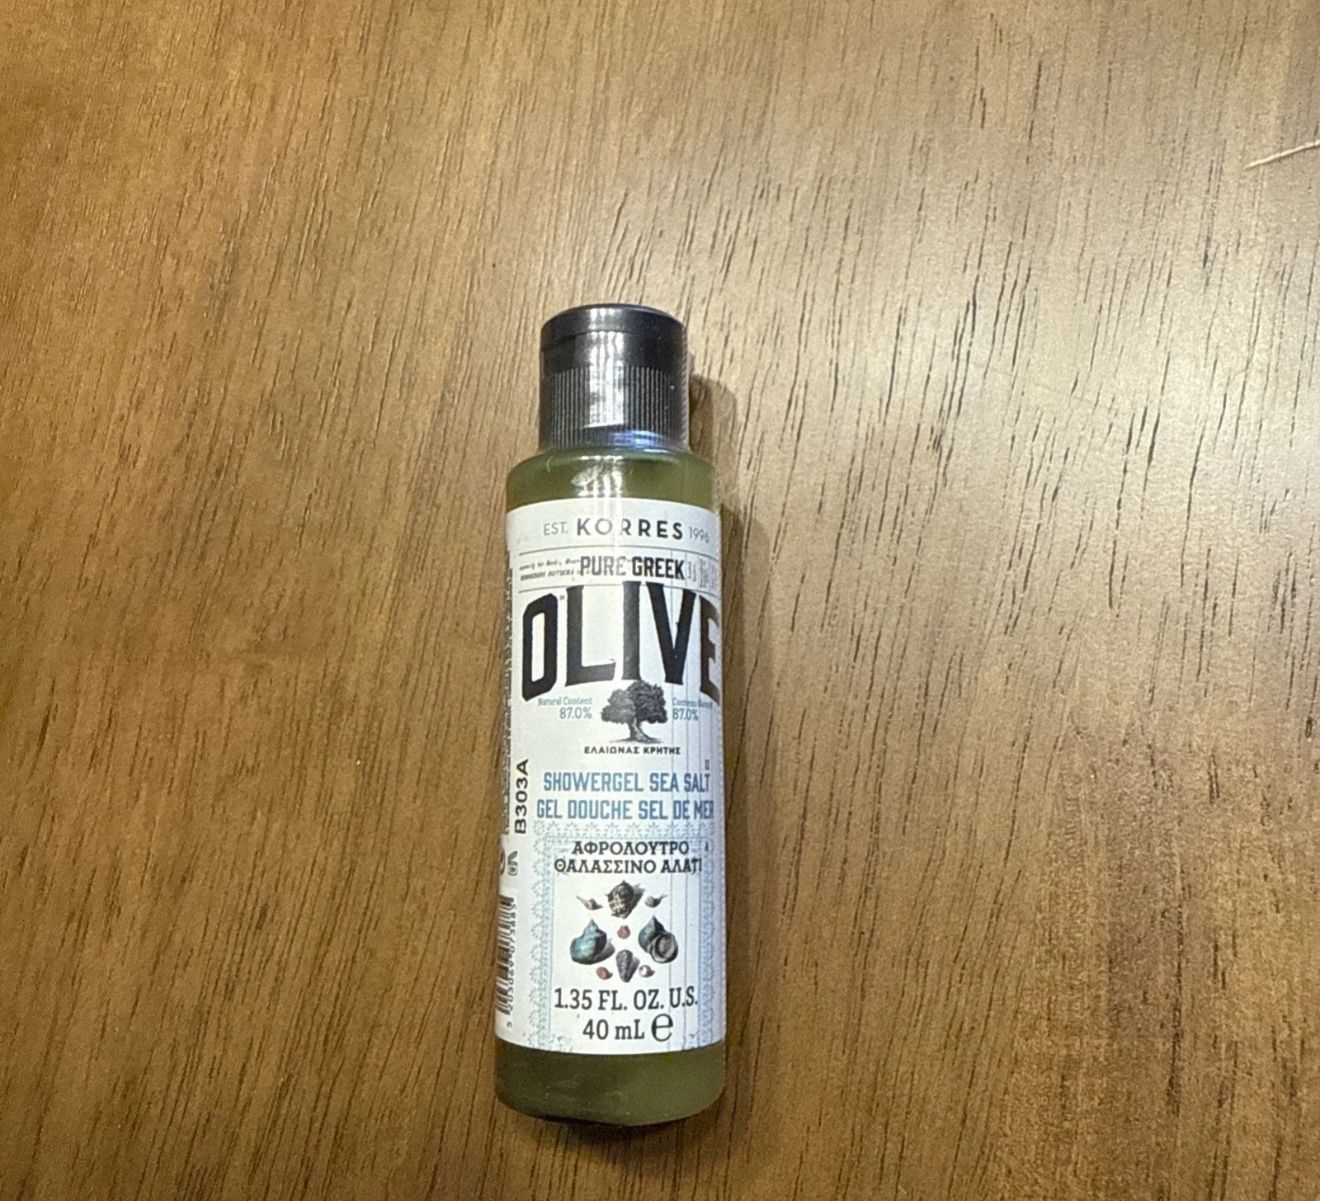 EST. KORRES 1996
PURE GREEK
OLIVE
Natural Content
87.0%
87.0%
ΕΛΑΙΩΝΑΣ ΚΡΗΤΗΣ
SHOWERGEL SEA SALT
GEL DOUCHE SEL DE MER
ΑΦΡΟΛΟΥΤΡΟ
ΘΑΛΑΣΣΙΝΟ ΑΛΑΤΙ
1.35 FL. OZ. U.S.
40 mL e
B303A